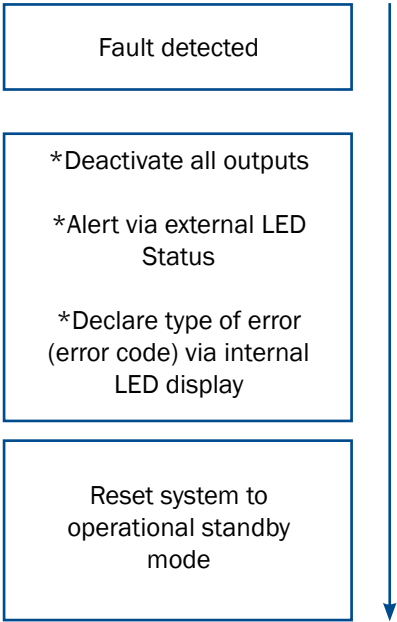 Fault detected
*Deactivate all outputs
*Alert via external LED
Status
*Declare type of error
(error code) via internal
LED display
Reset system to
operational standby
mode